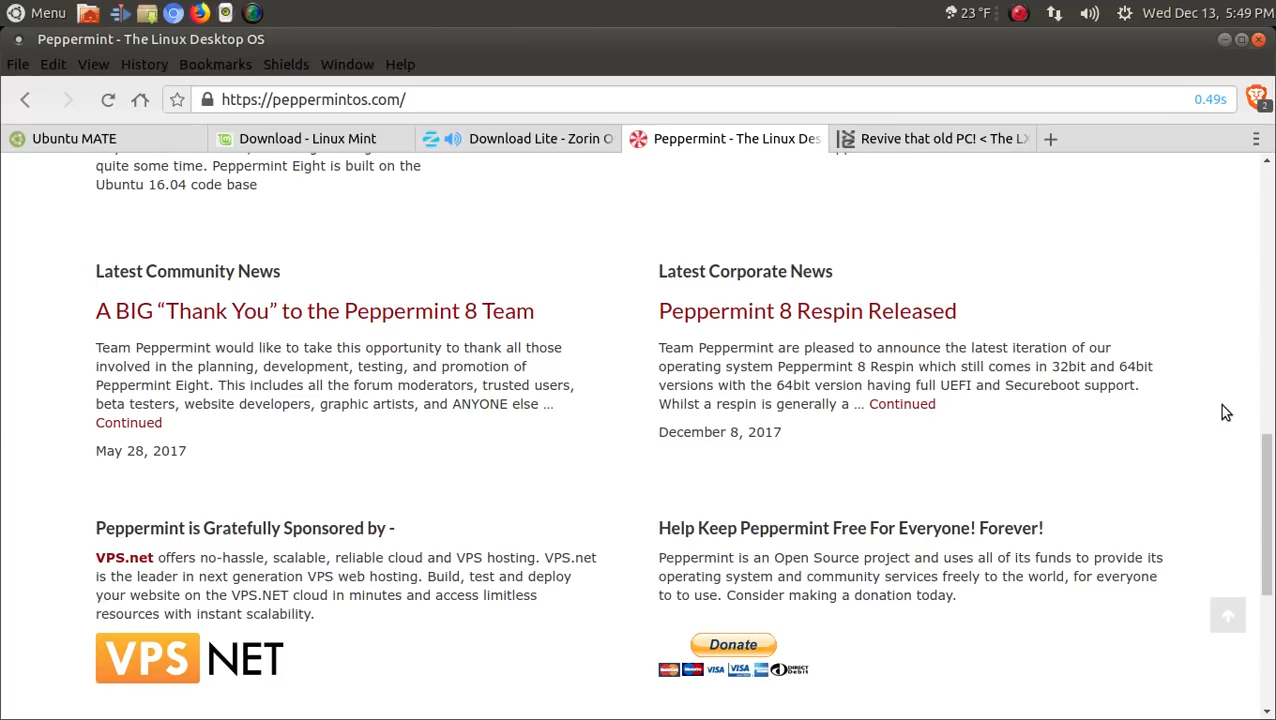 Menu
23 °F
Wed Dec 13, 5:49 PM
Peppermint - The Linux Desktop OS
File Edit View History Bookmarks Shields Window Help
https://peppermintos.com/
0.49s
2
Ubuntu MATE
Download - Linux Mint
Download Lite - Zorin O
Peppermint - The Linux Des
Revive that old PC! < The LX
quite some time. Peppermint Eight is built on the
Ubuntu 16.04 code base
Latest Community News
A BIG “Thank You” to the Peppermint 8 Team
Team Peppermint would like to take this opportunity to thank all those
involved in the planning, development, testing, and promotion of
Peppermint Eight. This includes all the forum moderators, trusted users,
beta testers, website developers, graphic artists, and ANYONE else ...
Continued
May 28, 2017
Latest Corporate News
Peppermint 8 Respin Released
Team Peppermint are pleased to announce the latest iteration of our
operating system Peppermint 8 Respin which still comes in 32bit and 64bit
versions with the 64bit version having full UEFI and Secureboot support.
Whilst a respin is generally a ... Continued
December 8, 2017
Peppermint is Gratefully Sponsored by -
VPS.net offers no-hassle, scalable, reliable cloud and VPS hosting. VPS.net
is the leader in next generation VPS web hosting. Build, test and deploy
your website on the VPS.NET cloud in minutes and access limitless
resources with instant scalability.
VPS NET
Help Keep Peppermint Free For Everyone! Forever!
Peppermint is an Open Source project and uses all of its funds to provide its
operating system and community services freely to the world, for everyone
to to use. Consider making a donation today.
Donate
VISA VISA DIRECT Debit